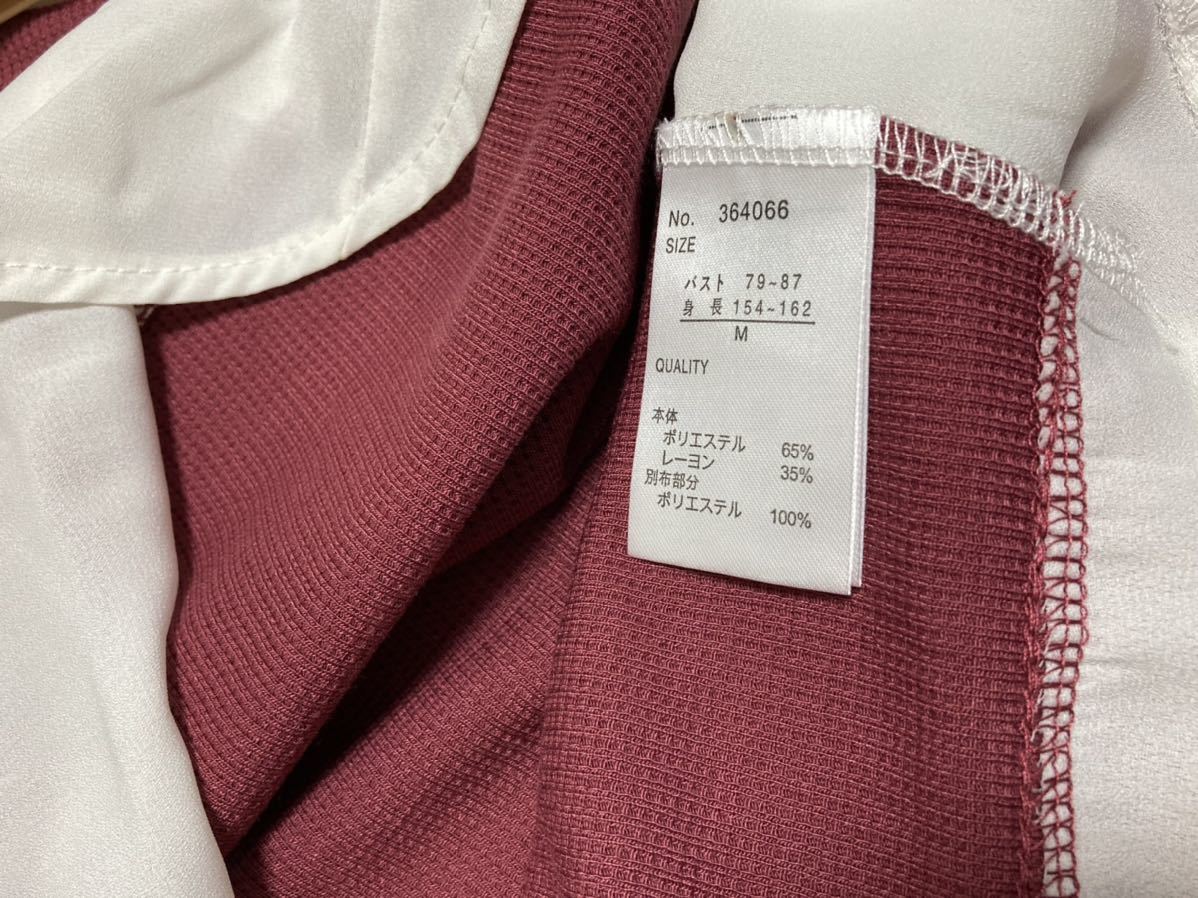 No. 364066
SIZE
バスト 79~87
身長 154~162
M
QUALITY
本体
ポリエステル 65%
レーヨン 35%
別布部分
ポリエステル 100%